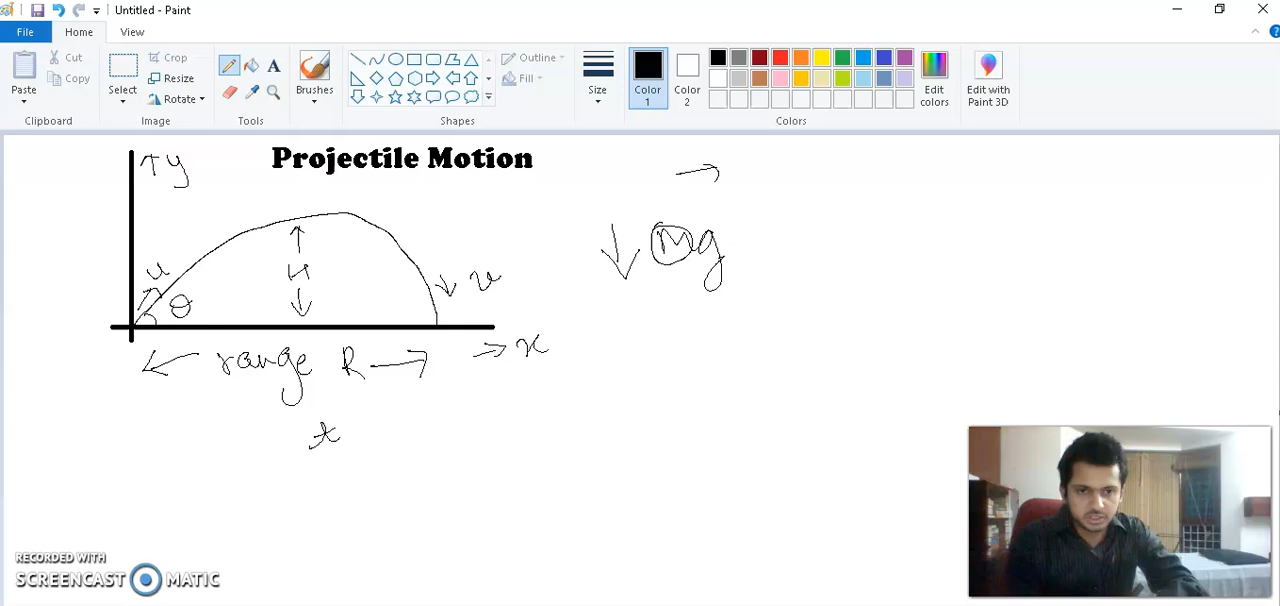 Untitled - Paint
File Home View
Paste
Cut
Copy
Clipboard
Select
Crop
Resize
Rotate
Image
Tools
Brushes
Shapes
Outline
Fill
Size
Color 1
Color 2
Colors
Edit colors
Edit with Paint 3D
Projectile Motion
↑ y
u
θ
H
↓ v
↓ Mg
→
← range R →
→ x
t
RECORDED WITH
SCREENCAST MATIC